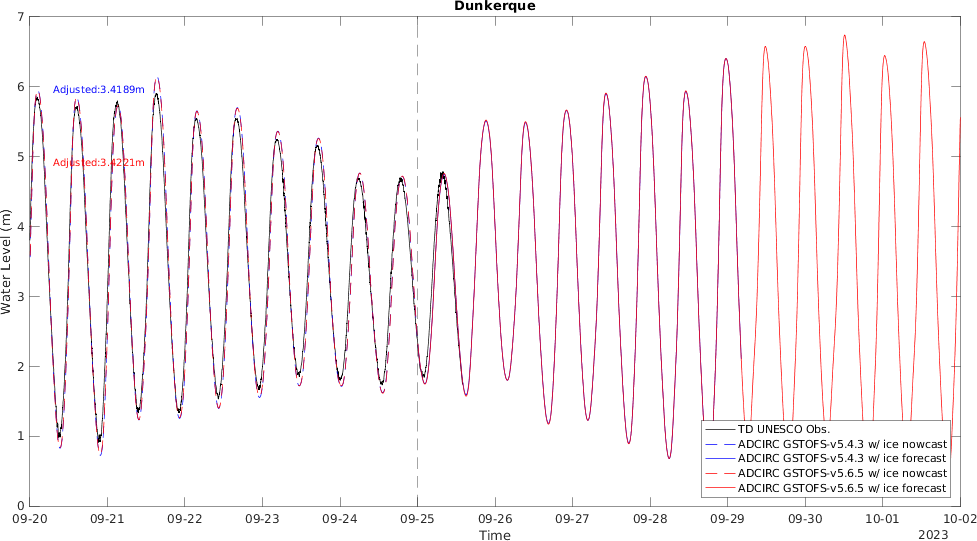 Dunkerque
7
6
5
4
3
2
1
0
Water Level (m)
Adjusted:3.4189m
Adjusted:3.4221m
TD UNESCO Obs.
ADCIRC GSTOFS-v5.4.3 w/ ice nowcast
ADCIRC GSTOFS-v5.4.3 w/ ice forecast
ADCIRC GSTOFS-v5.6.5 w/ ice nowcast
ADCIRC GSTOFS-v5.6.5 w/ ice forecast
09-20 09-21 09-22 09-23 09-24 09-25 09-26 09-27 09-28 09-29 09-30 10-01 10-02
Time
2023